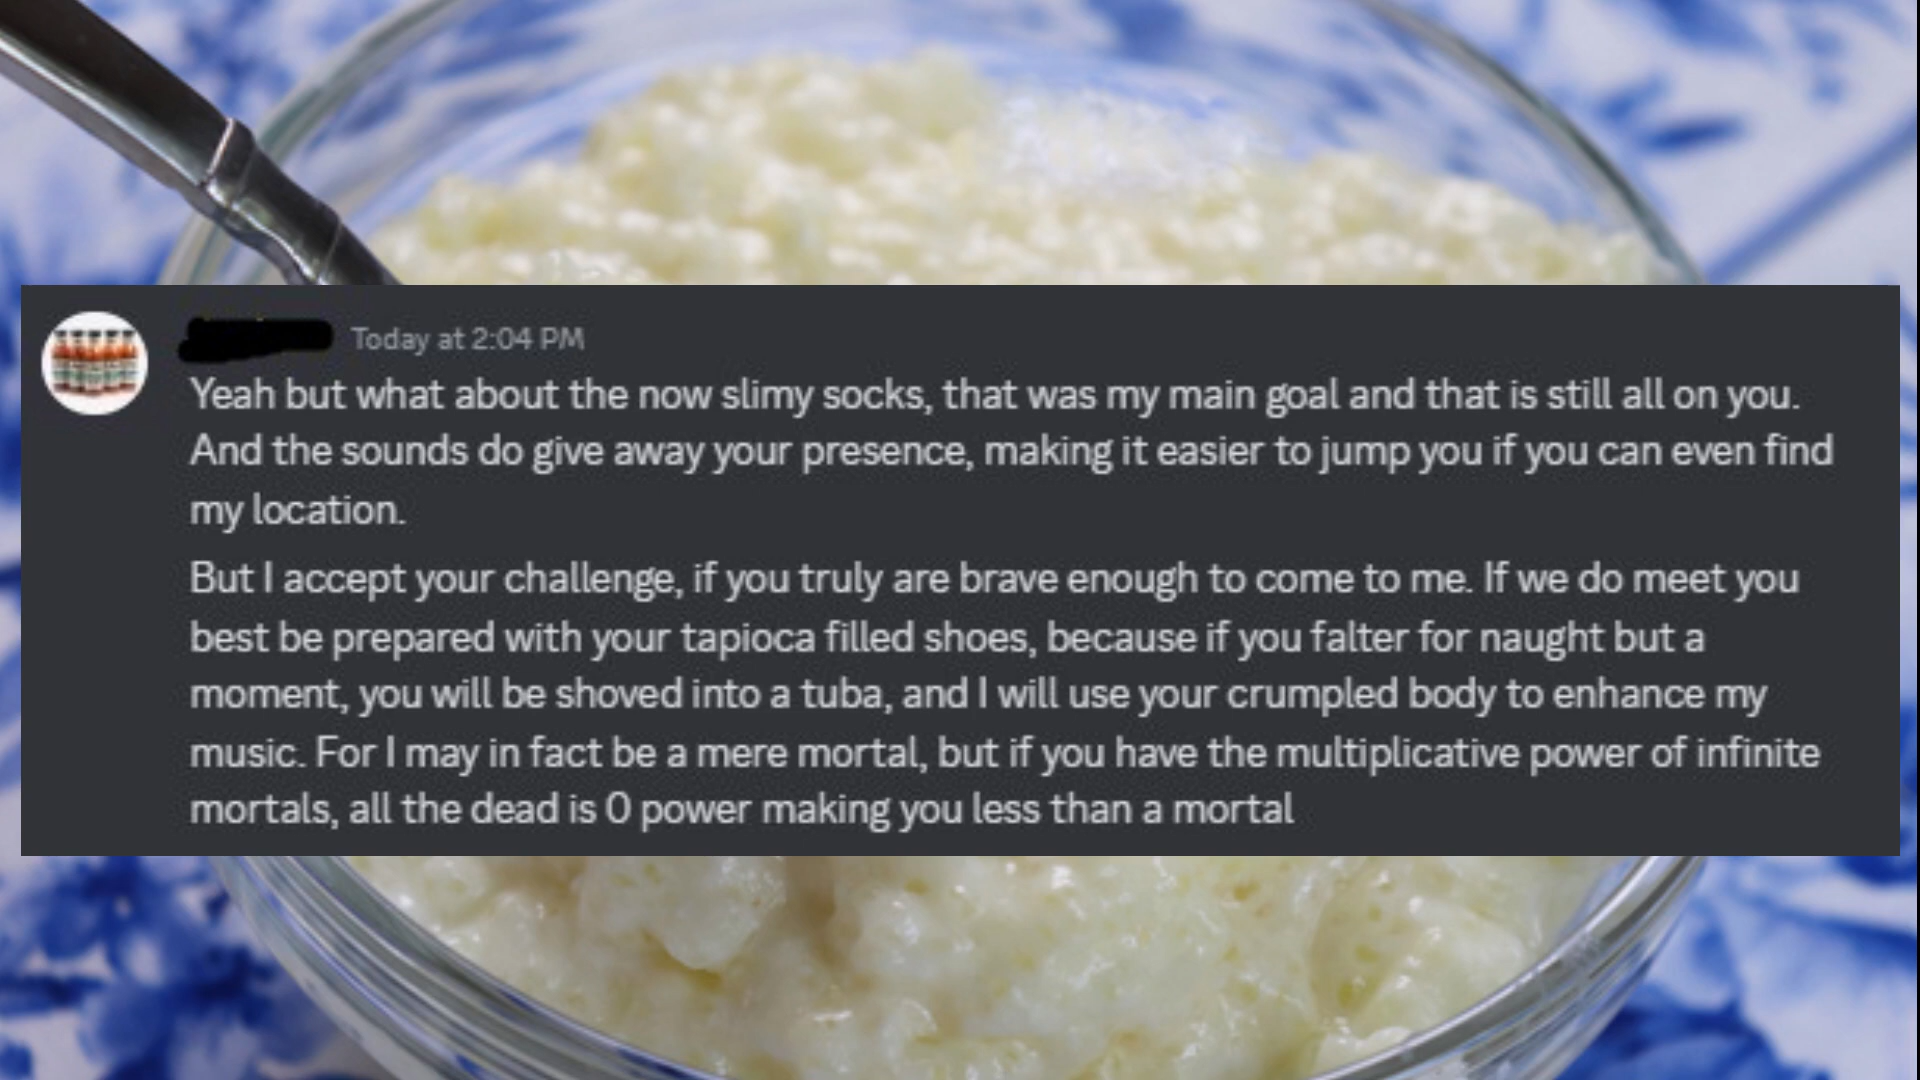 Today at 2:04 PM
Yeah but what about the now slimy socks, that was my main goal and that is still all on you.
And the sounds do give away your presence, making it easier to jump you if you can even find
my location.
But I accept your challenge, if you truly are brave enough to come to me. If we do meet you
best be prepared with your tapioca filled shoes, because if you falter for naught but a
moment, you will be shoved into a tuba, and I will use your crumpled body to enhance my
music. For I may in fact be a mere mortal, but if you have the multiplicative power of infinite
mortals, all the dead is 0 power making you less than a mortal